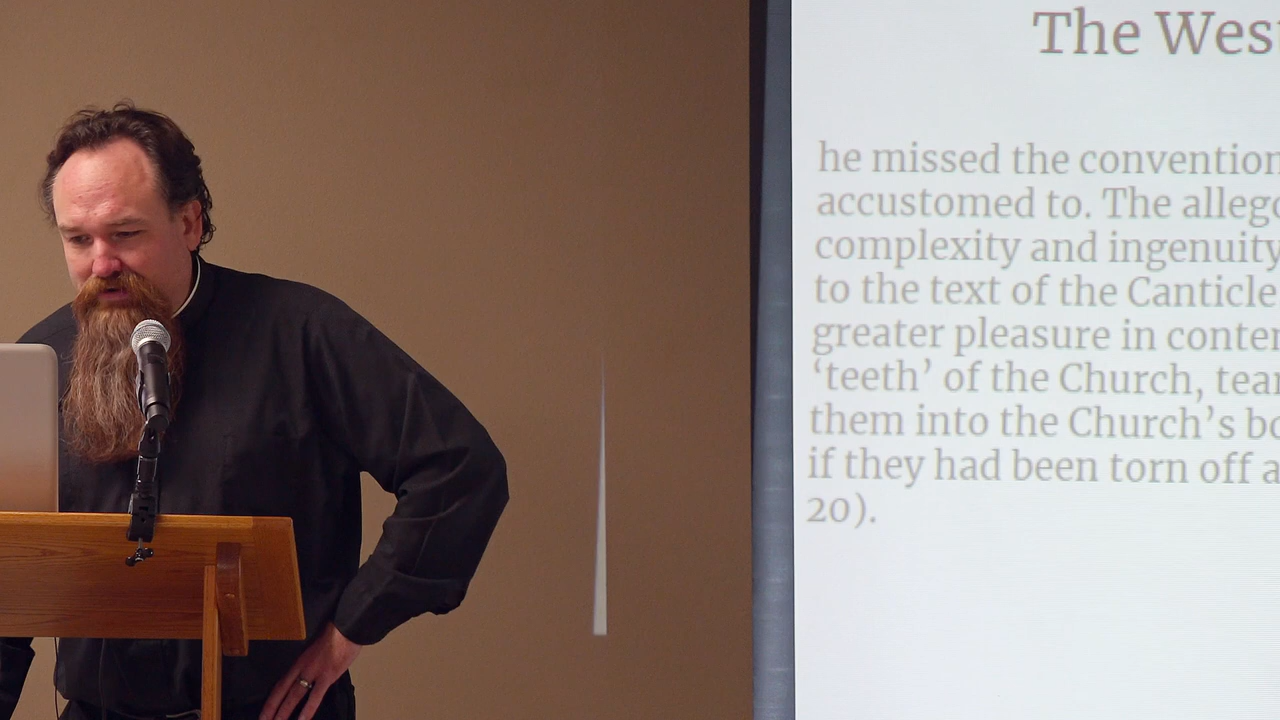 The Wes
he missed the convention
accustomed to. The allego
complexity and ingenuity
to the text of the Canticle
greater pleasure in conte
‘teeth’ of the Church, tear
them into the Church’s bo
if they had been torn off a
20).